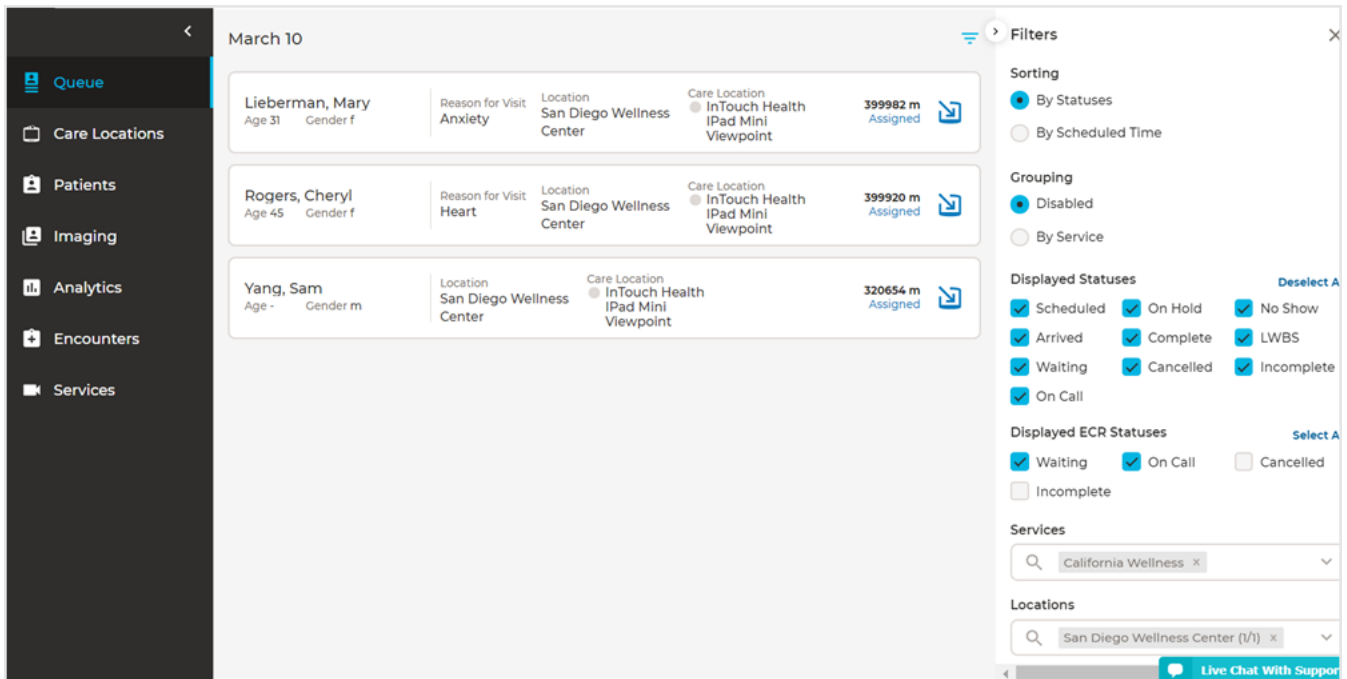 March 10
Queue
Care Locations
Patients
Imaging
Analytics
Encounters
Services
Lieberman, Mary
Age 31 Gender f
Reason for Visit
Anxiety
Location
San Diego Wellness
Center
Care Location
InTouch Health
IPad Mini
Viewpoint
399982 m
Assigned
Rogers, Cheryl
Age 45 Gender f
Reason for Visit
Heart
Location
San Diego Wellness
Center
Care Location
InTouch Health
IPad Mini
Viewpoint
399920 m
Assigned
Yang, Sam
Age - Gender m
Location
San Diego Wellness
Center
Care Location
InTouch Health
IPad Mini
Viewpoint
320654 m
Assigned
Filters
Sorting
By Statuses
By Scheduled Time
Grouping
Disabled
By Service
Displayed Statuses Deselect A
Scheduled On Hold No Show
Arrived Complete LWBS
Waiting Cancelled Incomplete
On Call
Displayed ECR Statuses Select A
Waiting On Call Cancelled
Incomplete
Services
California Wellness ×
Locations
San Diego Wellness Center (1/1) ×
Live Chat With Suppor